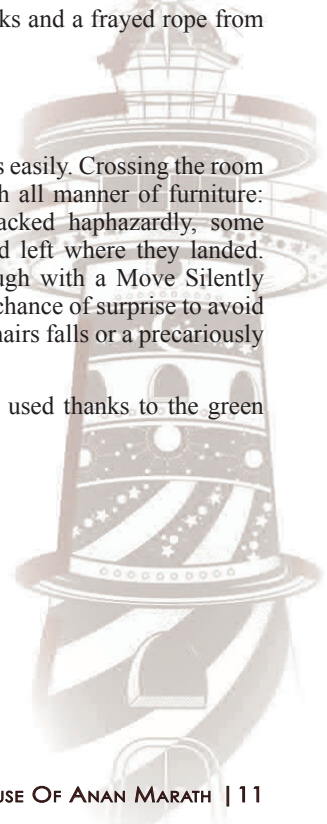 ks and a frayed rope from
s easily. Crossing the room
h all manner of furniture:
acked haphazardly, some
d left where they landed.
ugh with a Move Silently
chance of surprise to avoid
hairs falls or a precariously
used thanks to the green
use Of Anan Marath | 11